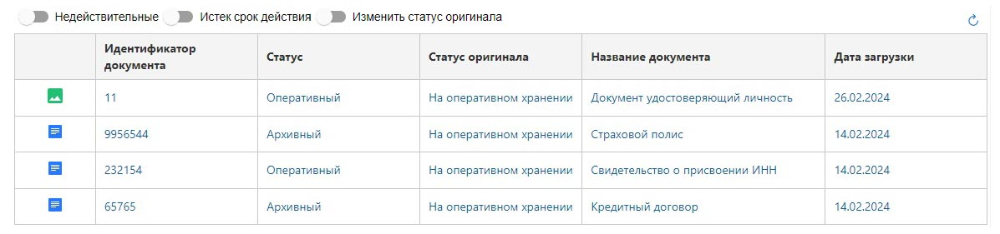 Недействительные Истек срок действия Изменить статус оригинала
Идентификатор документа Статус Статус оригинала Название документа Дата загрузки
11 Оперативный На оперативном хранении Документ удостоверяющий личность 26.02.2024
9956544 Архивный На оперативном хранении Страховой полис 14.02.2024
232154 Оперативный На оперативном хранении Свидетельство о присвоении ИНН 14.02.2024
65765 Архивный На оперативном хранении Кредитный договор 14.02.2024